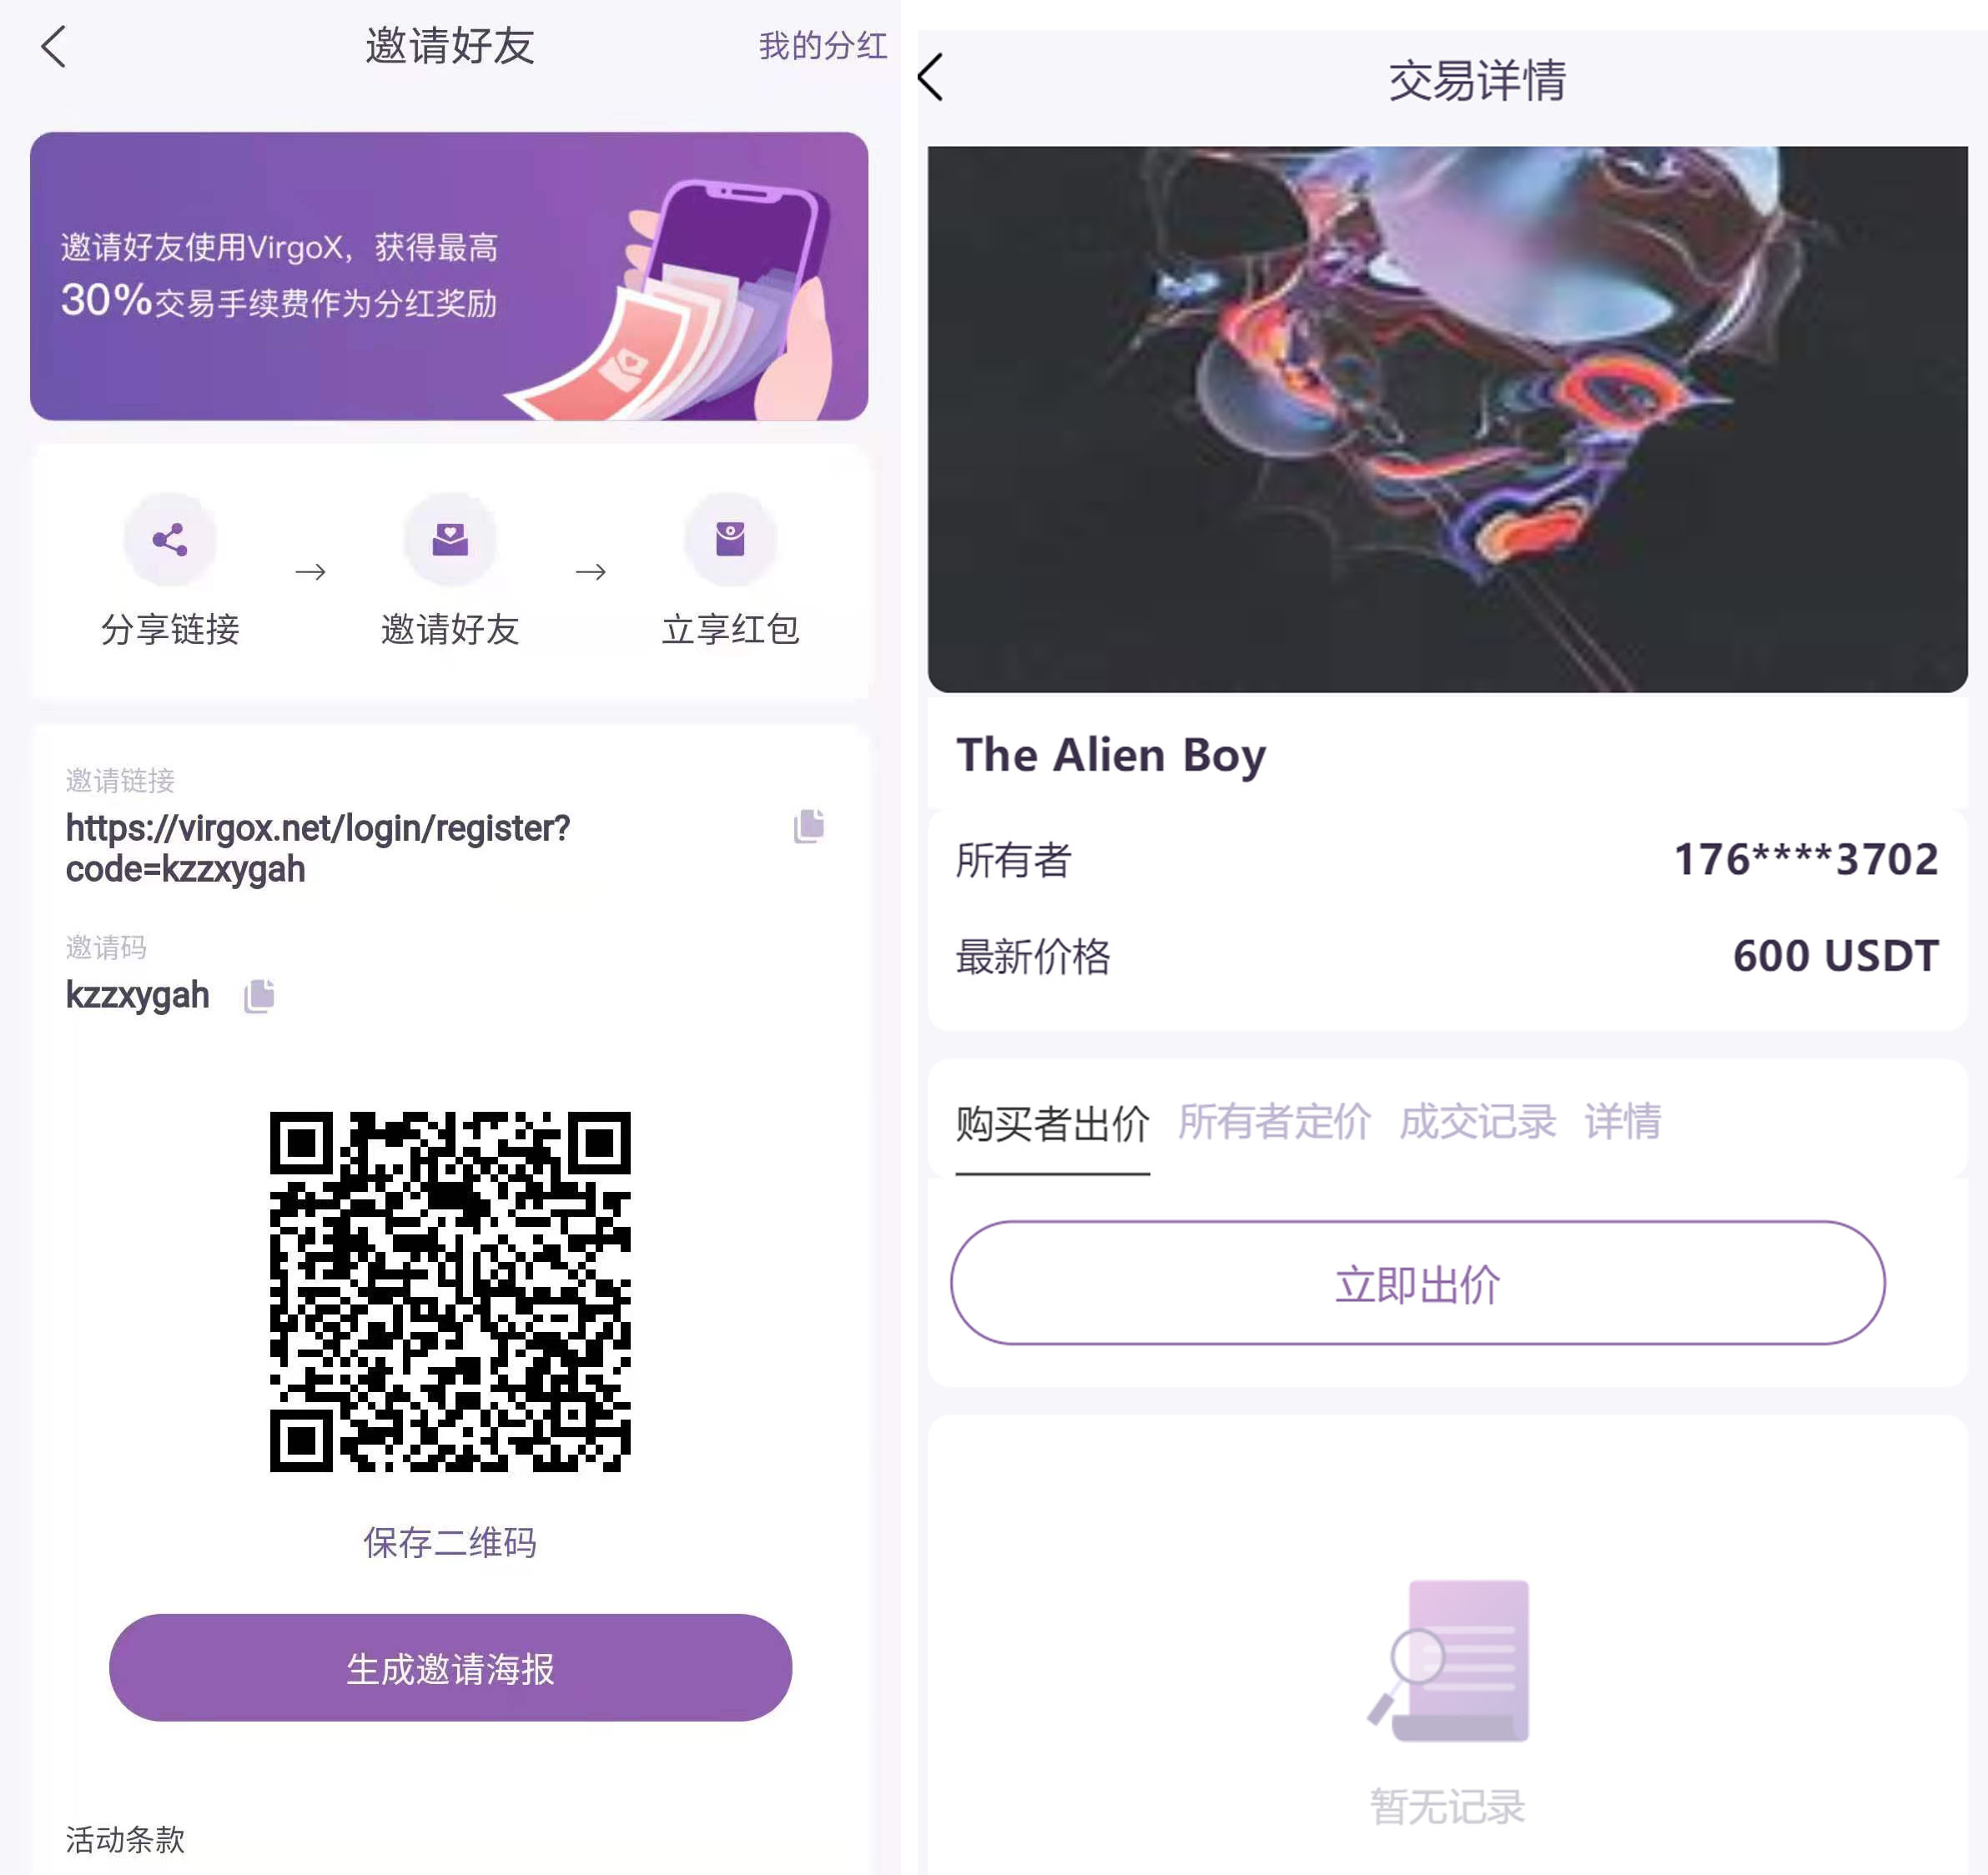 邀请好友
我的分红
邀请好友使用VirgoX，获得最高
30%交易手续费作为分红奖励
分享链接
邀请好友
立享红包
邀请链接
https://virgox.net/login/register?
code=kzzxygah
邀请码
kzzxygah
保存二维码
生成邀请海报
活动条款
交易详情
The Alien Boy
所有者 176****3702
最新价格 600 USDT
购买者出价 所有者定价 成交记录 详情
立即出价
暂无记录